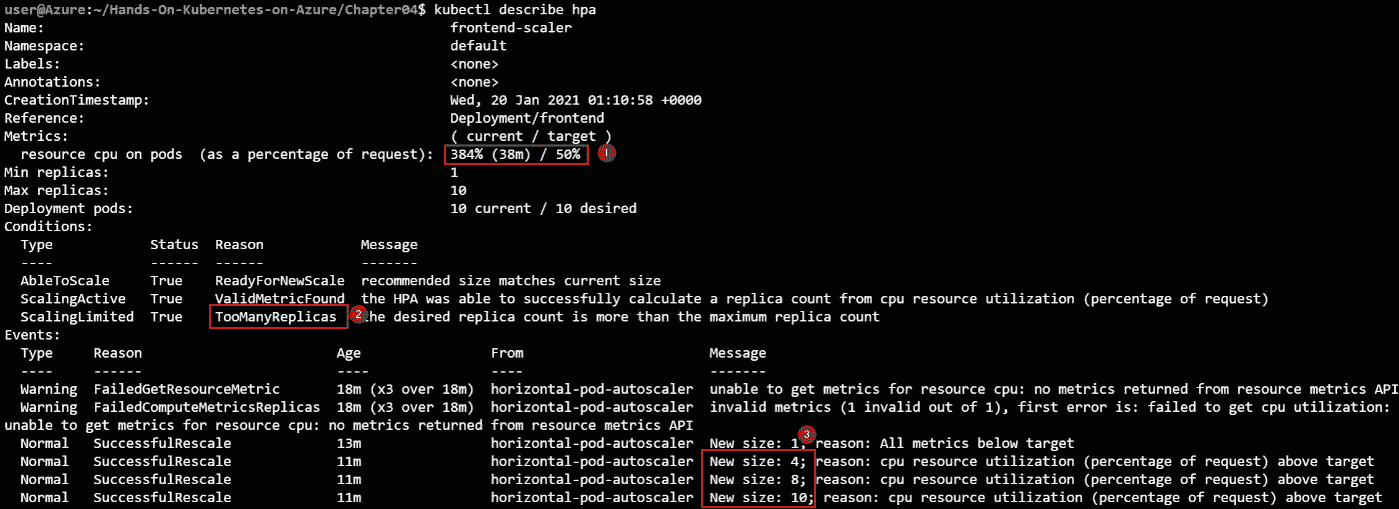 user@Azure:~/Hands-On-Kubernetes-on-Azure/Chapter04$ kubectl describe hpa
Name: frontend-scaler
Namespace: default
Labels: <none>
Annotations: <none>
CreationTimestamp: Wed, 20 Jan 2021 01:10:58 +0000
Reference: Deployment/frontend
Metrics: ( current / target )
resource cpu on pods (as a percentage of request): 384% (38m) / 50% 1
Min replicas: 1
Max replicas: 10
Deployment pods: 10 current / 10 desired
Conditions:
Type Status Reason Message
---- ------ ------ -------
AbleToScale True ReadyForNewScale recommended size matches current size
ScalingActive True ValidMetricFound the HPA was able to successfully calculate a replica count from cpu resource utilization (percentage of request)
ScalingLimited True TooManyReplicas 2 the desired replica count is more than the maximum replica count
Events:
Type Reason Age From Message
---- ------ ---- ---- -------
Warning FailedGetResourceMetric 18m (x3 over 18m) horizontal-pod-autoscaler unable to get metrics for resource cpu: no metrics returned from resource metrics API
Warning FailedComputeMetricsReplicas 18m (x3 over 18m) horizontal-pod-autoscaler invalid metrics (1 invalid out of 1), first error is: failed to get cpu utilization:
unable to get metrics for resource cpu: no metrics returned from resource metrics API
3
Normal SuccessfulRescale 13m horizontal-pod-autoscaler New size: 1; reason: All metrics below target
Normal SuccessfulRescale 11m horizontal-pod-autoscaler New size: 4; reason: cpu resource utilization (percentage of request) above target
Normal SuccessfulRescale 11m horizontal-pod-autoscaler New size: 8; reason: cpu resource utilization (percentage of request) above target
Normal SuccessfulRescale 11m horizontal-pod-autoscaler New size: 10; reason: cpu resource utilization (percentage of request) above target